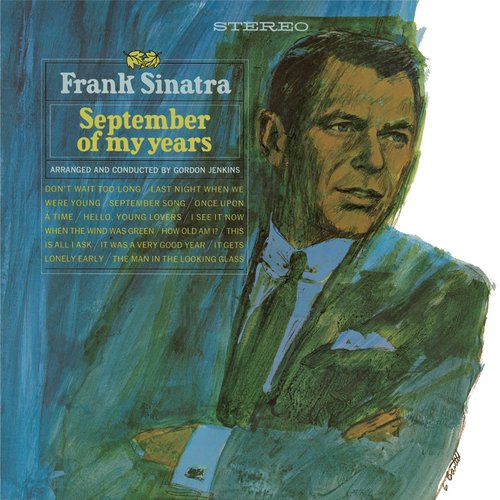 STEREO
Frank Sinatra
September
of my years
ARRANGED AND CONDUCTED BY GORDON JENKINS
DON'T WAIT TOO LONG / LAST NIGHT WHEN WE
WERE YOUNG / SEPTEMBER SONG / ONCE UPON
A TIME / HELLO, YOUNG LOVERS / I SEE IT NOW
WHEN THE WIND WAS GREEN / HOW OLD AM I? / THIS
IS ALL I ASK / IT WAS A VERY GOOD YEAR / IT GETS
LONELY EARLY / THE MAN IN THE LOOKING GLASS